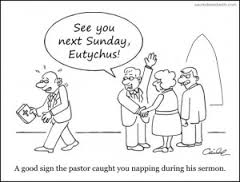 See you
next Sunday,
Eutychus!
A good sign the pastor caught you napping during his sermon.